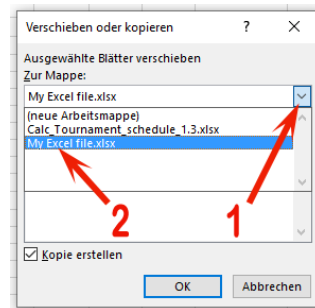 Verschieben oder kopieren ?
Ausgewählte Blätter verschieben
Zur Mappe:
My Excel file.xlsx
(neue Arbeitsmappe)
Calc_Tournament_schedule_1.3.xlsx
My Excel file.xlsx
2 1
Kopie erstellen
OK Abbrechen